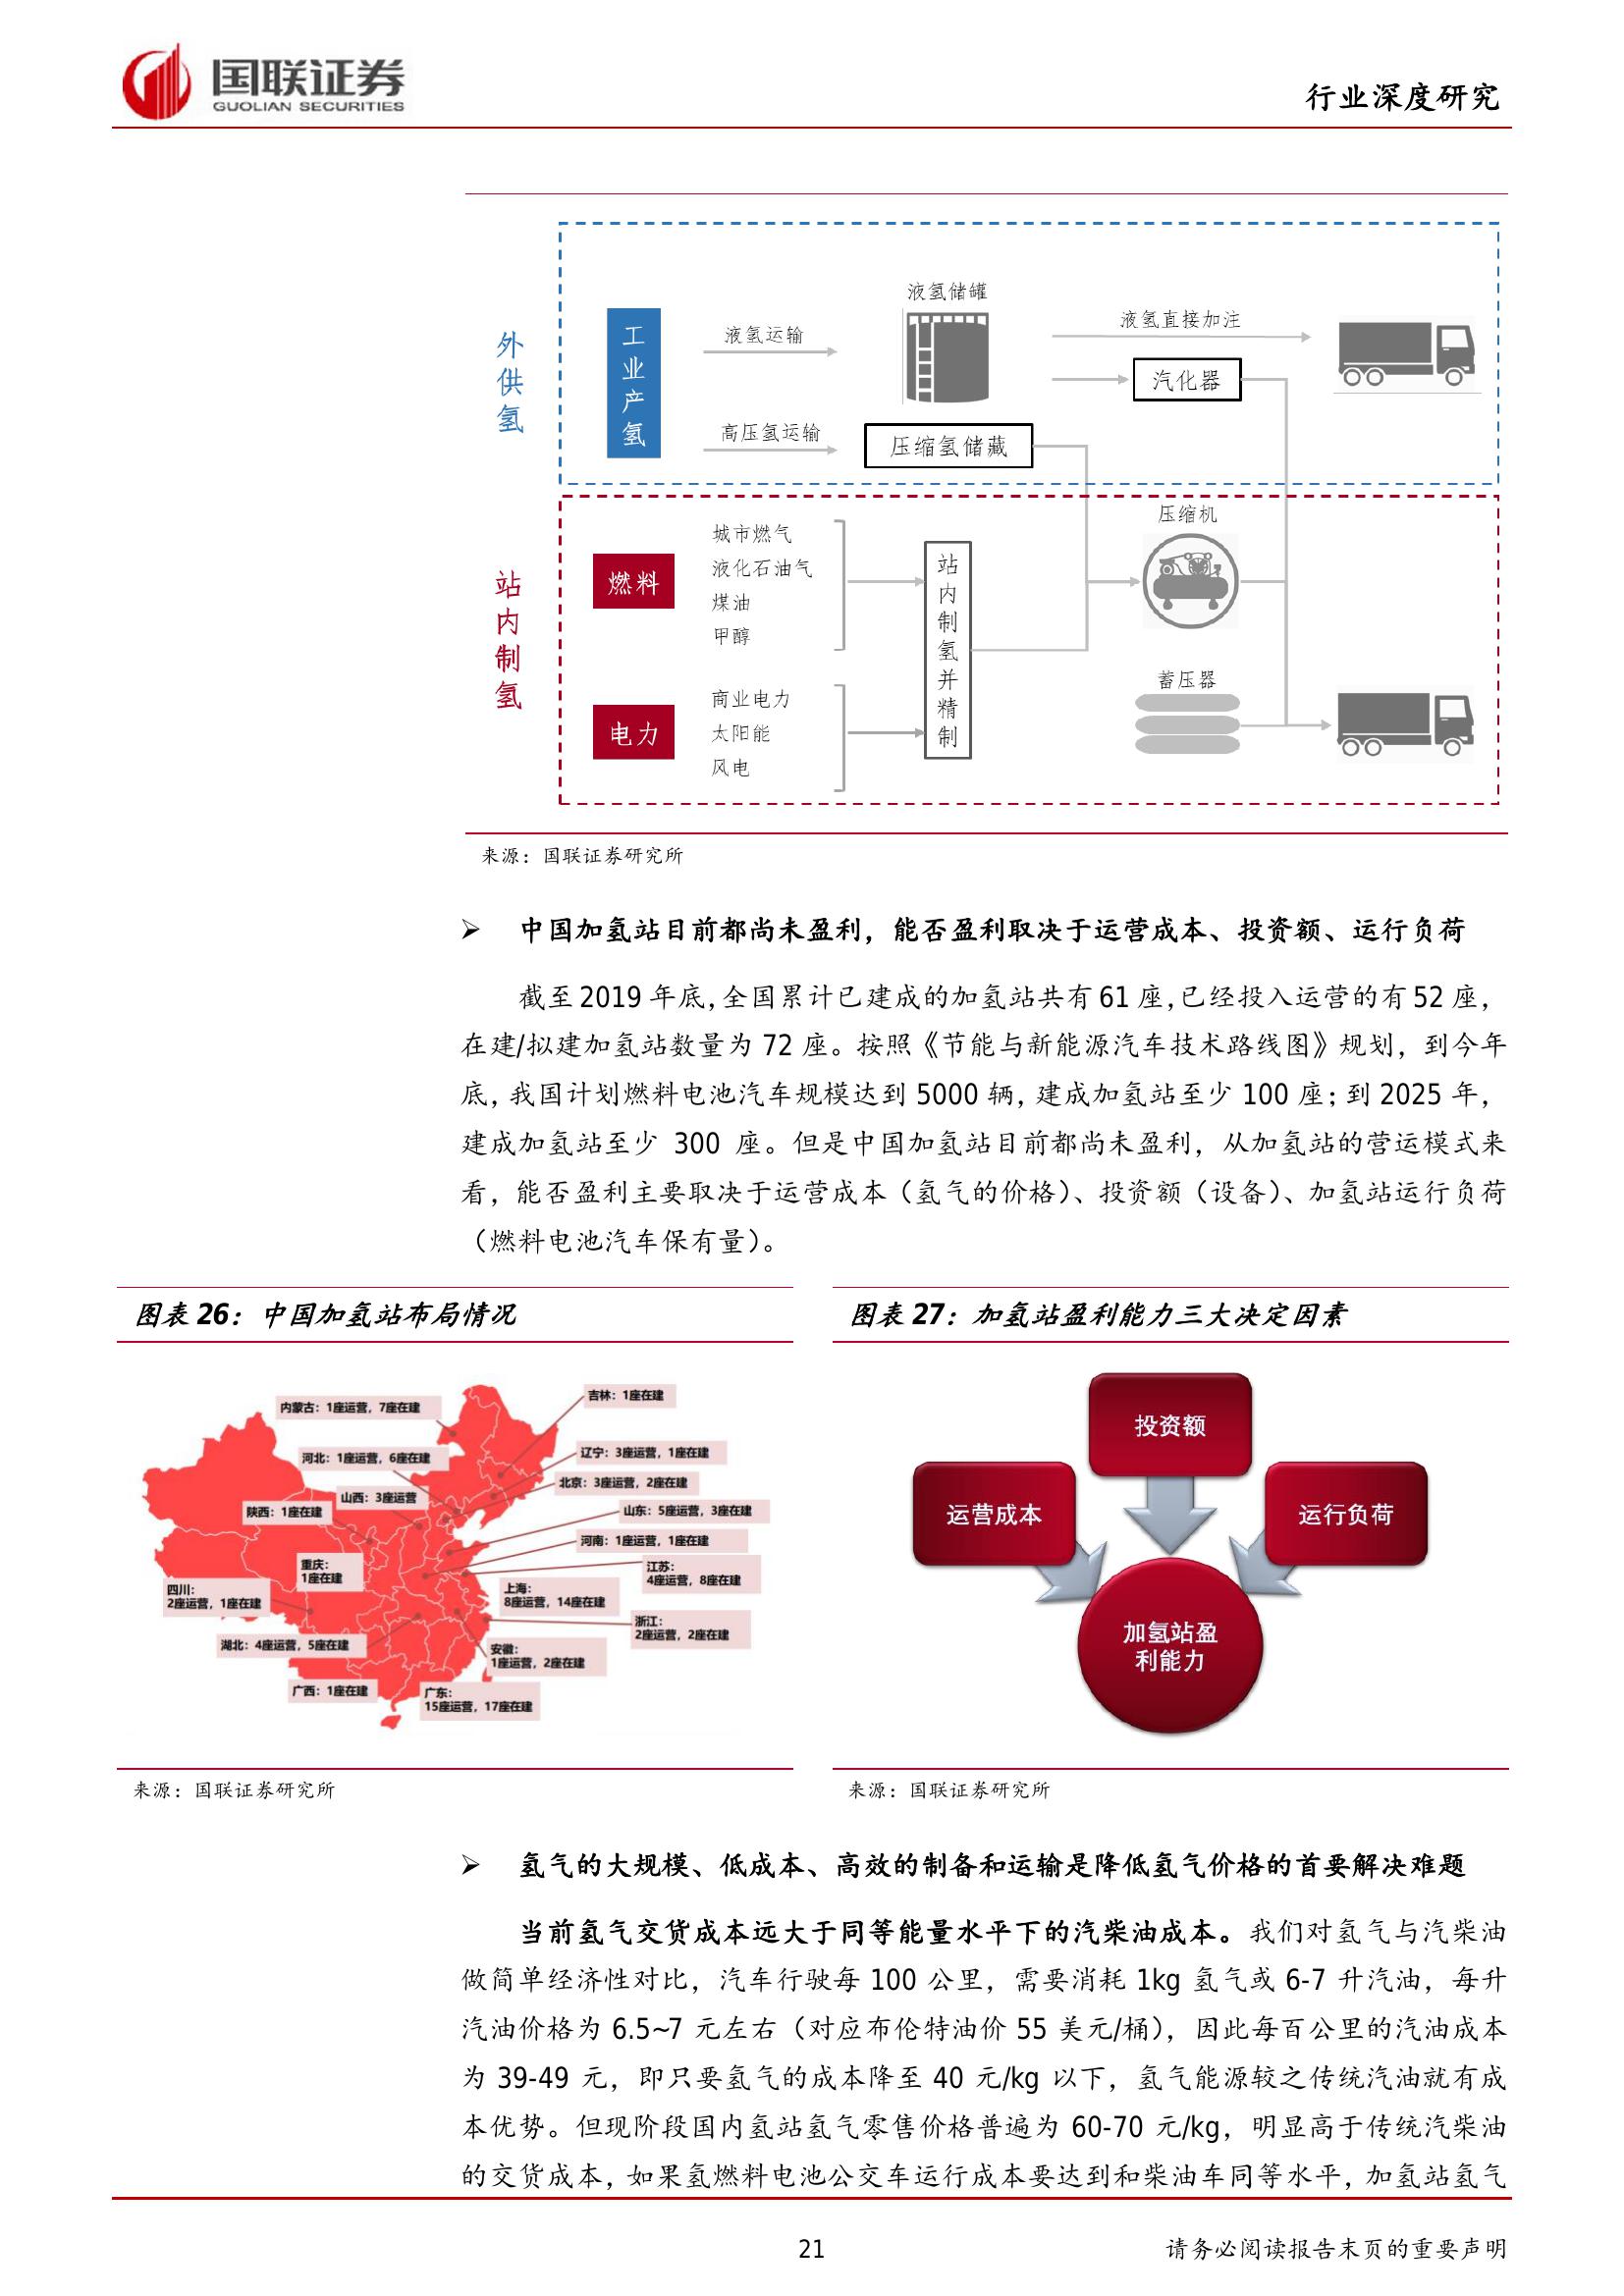 国联证券
GUOLIAN SECURITIES
行业深度研究
外供氢
工业产氢
液氢运输
高压氢运输
液氢储罐
压缩氢储藏
液氢直接加注
汽化器
站内制氢
燃料
城市燃气
液化石油气
煤油
甲醇
电力
商业电力
太阳能
风电
站内制氢并精制
压缩机
蓄压器
来源：国联证券研究所
➢ 中国加氢站目前都尚未盈利，能否盈利取决于运营成本、投资额、运行负荷
截至 2019 年底，全国累计已建成的加氢站共有 61 座，已经投入运营的有 52 座，
在建/拟建加氢站数量为 72 座。按照《节能与新能源汽车技术路线图》规划，到今年
底，我国计划燃料电池汽车规模达到 5000 辆，建成加氢站至少 100 座；到 2025 年，
建成加氢站至少 300 座。但是中国加氢站目前都尚未盈利，从加氢站的营运模式来
看，能否盈利主要取决于运营成本（氢气的价格）、投资额（设备）、加氢站运行负荷
（燃料电池汽车保有量）。
图表 26：中国加氢站布局情况
内蒙古：1座运营，7座在建
吉林：1座在建
河北：1座运营，6座在建
辽宁：3座运营，1座在建
北京：3座运营，2座在建
山西：3座运营
陕西：1座在建
山东：5座运营，3座在建
河南：1座运营，1座在建
重庆：
1座在建
江苏：
4座运营，8座在建
四川：
2座运营，1座在建
上海：
8座运营，14座在建
浙江：
2座运营，2座在建
湖北：4座运营，5座在建
安徽：
1座运营，2座在建
广西：1座在建
广东：
15座运营，17座在建
来源：国联证券研究所
图表 27：加氢站盈利能力三大决定因素
投资额
运营成本
运行负荷
加氢站盈
利能力
来源：国联证券研究所
➢ 氢气的大规模、低成本、高效的制备和运输是降低氢气价格的首要解决难题
当前氢气交货成本远大于同等能量水平下的汽柴油成本。我们对氢气与汽柴油
做简单经济性对比，汽车行驶每 100 公里，需要消耗 1kg 氢气或 6-7 升汽油，每升
汽油价格为 6.5~7 元左右（对应布伦特油价 55 美元/桶），因此每百公里的汽油成本
为 39-49 元，即只要氢气的成本降至 40 元/kg 以下，氢气能源较之传统汽油就有成
本优势。但现阶段国内氢站氢气零售价格普遍为 60-70 元/kg，明显高于传统汽柴油
的交货成本，如果氢燃料电池公交车运行成本要达到和柴油车同等水平，加氢站氢气
21
请务必阅读报告末页的重要声明